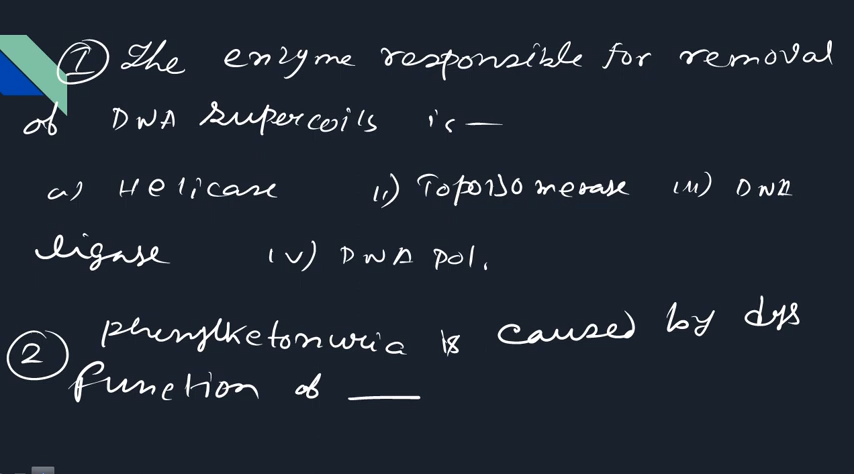 ① The enzyme responsible for removal
of DNA supercoils is —
a) Helicase ii) Topoisomerase iii) DNA
ligase iv) DNA pol.
② phenylketonuria is caused by dys
function of ____